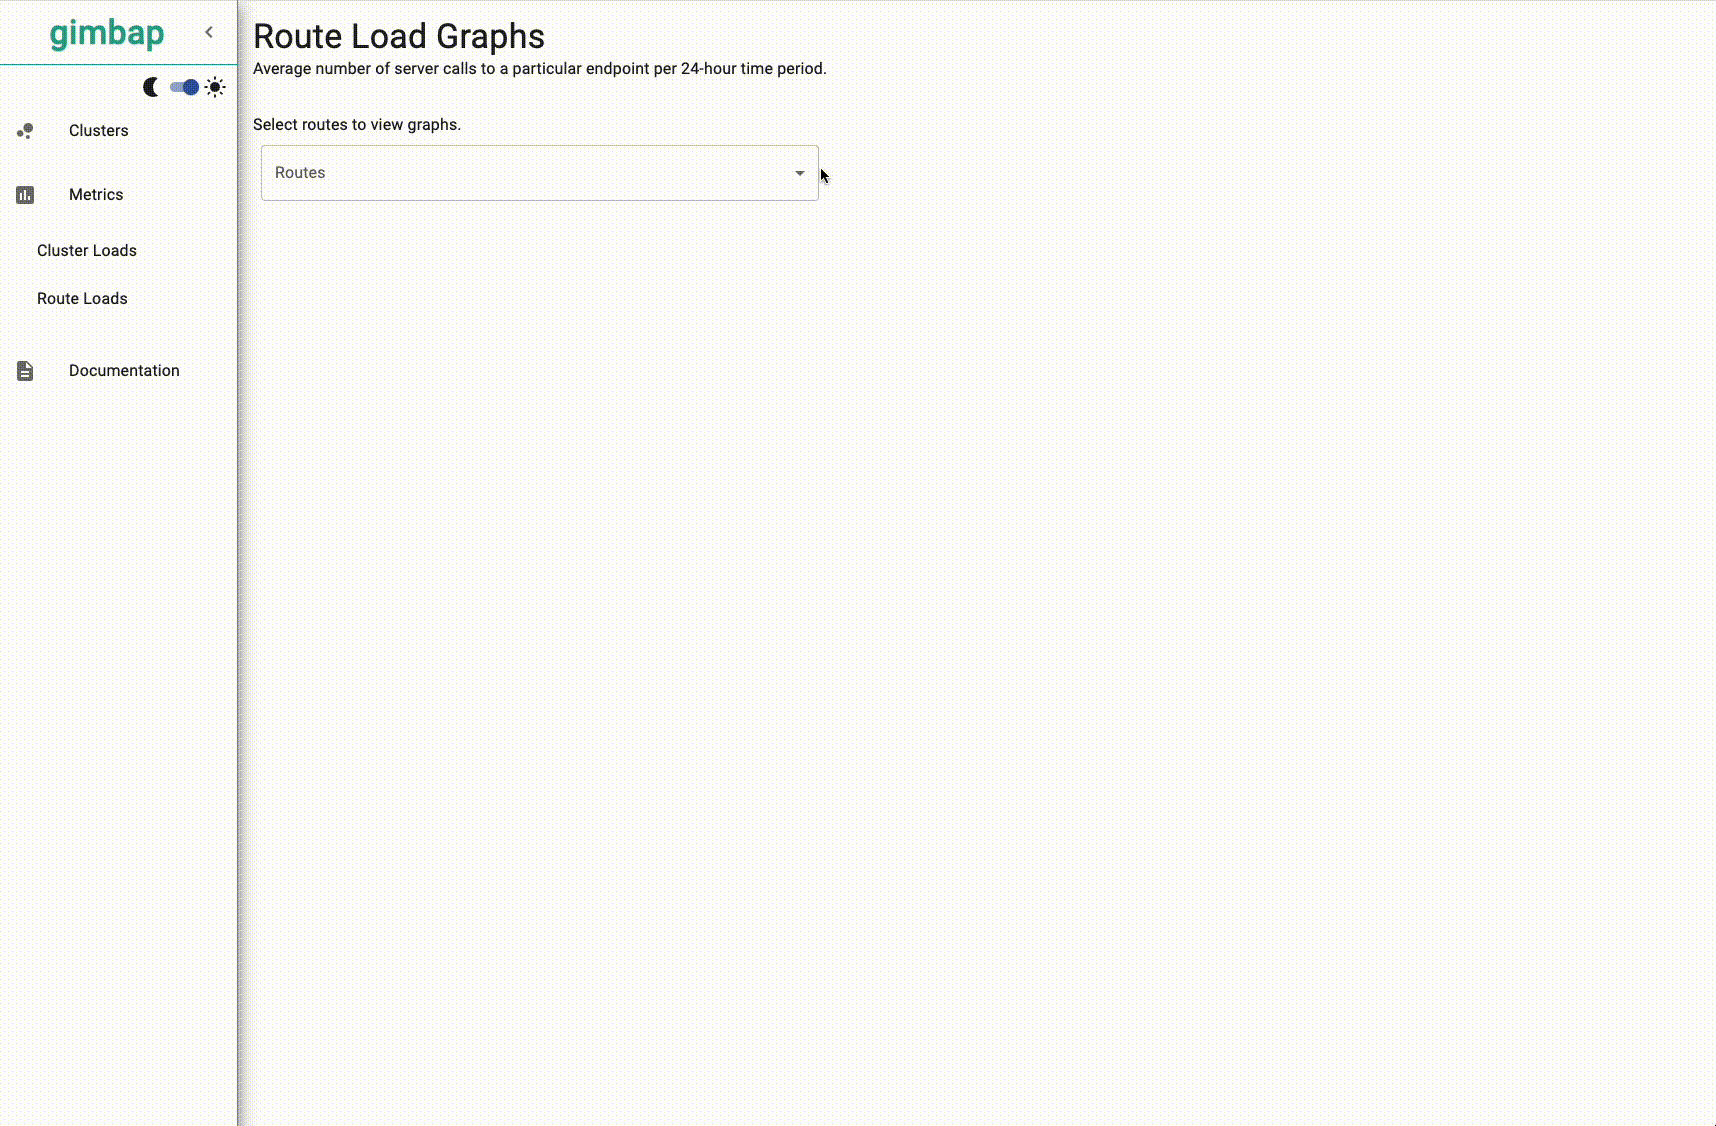 gimbap
Clusters
Metrics
Cluster Loads
Route Loads
Documentation
Route Load Graphs
Average number of server calls to a particular endpoint per 24-hour time period.
Select routes to view graphs.
Routes